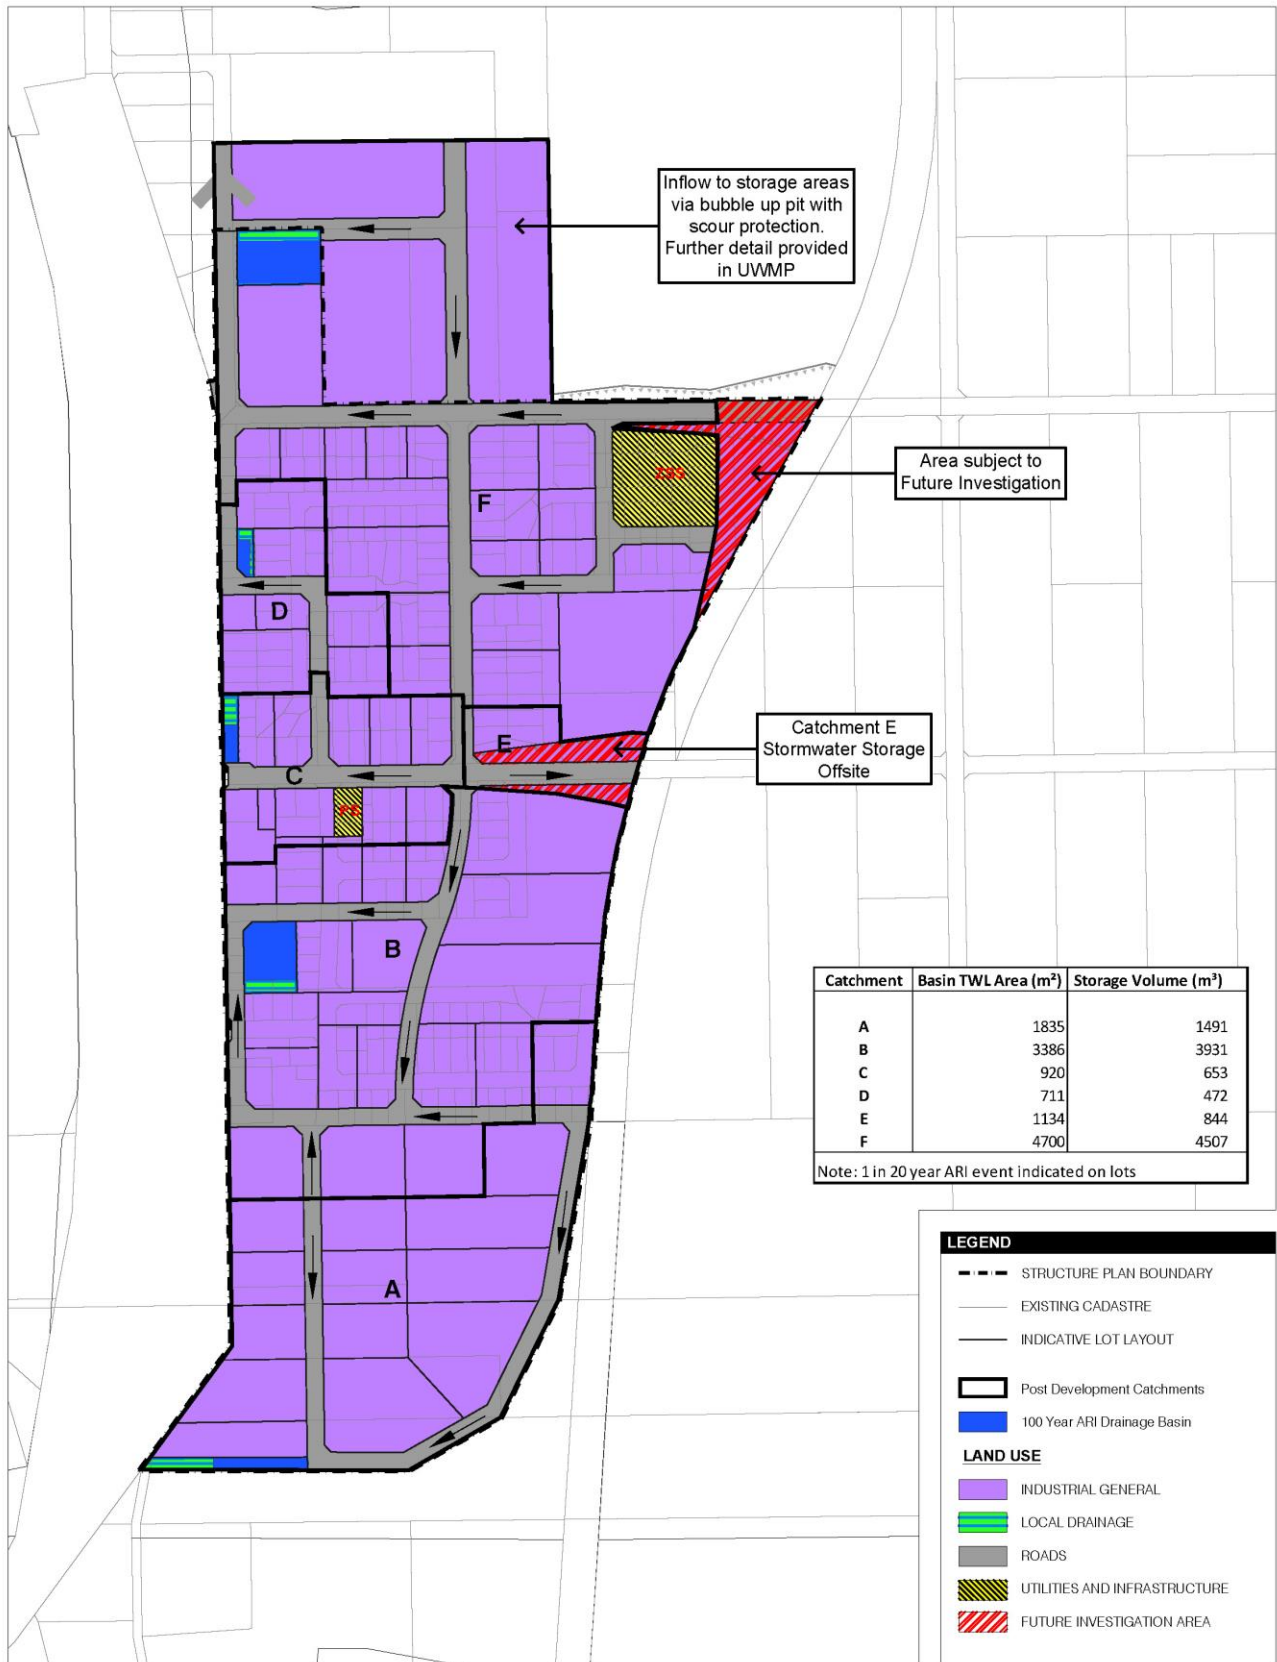 Inflow to storage areas
via bubble up pit with
scour protection.
Further detail provided
in UWMP
Area subject to
Future Investigation
ZSS
F
D
E
Catchment E
Stormwater Storage
Offsite
C
PS
B
A
Catchment Basin TWL Area (m²) Storage Volume (m³)
A 1835 1491
B 3386 3931
C 920 653
D 711 472
E 1134 844
F 4700 4507
Note: 1 in 20 year ARI event indicated on lots
LEGEND
STRUCTURE PLAN BOUNDARY
EXISTING CADASTRE
INDICATIVE LOT LAYOUT
Post Development Catchments
100 Year ARI Drainage Basin
LAND USE
INDUSTRIAL GENERAL
LOCAL DRAINAGE
ROADS
UTILITIES AND INFRASTRUCTURE
FUTURE INVESTIGATION AREA